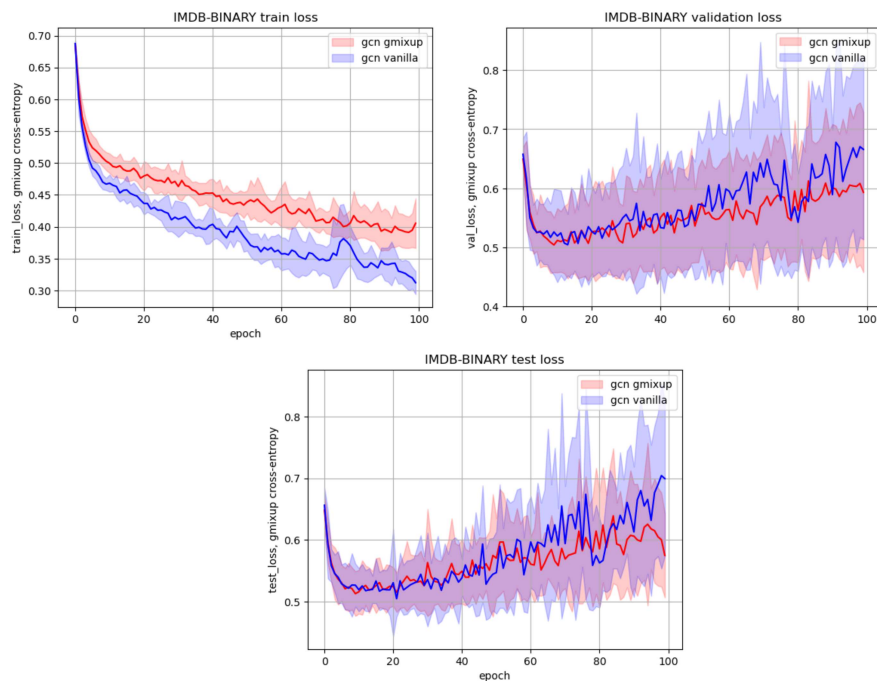 IMDB-BINARY train loss
train_loss, gmixup cross-entropy
0.70
0.65
0.60
0.55
0.50
0.45
0.40
0.35
0.30
gcn gmixup
gcn vanilla
0 20 40 60 80 100
epoch
IMDB-BINARY validation loss
val_loss, gmixup cross-entropy
0.8
0.7
0.6
0.5
0.4
gcn gmixup
gcn vanilla
0 20 40 60 80 100
IMDB-BINARY test loss
test_loss, gmixup cross-entropy
0.8
0.7
0.6
0.5
gcn gmixup
gcn vanilla
0 20 40 60 80 100
epoch